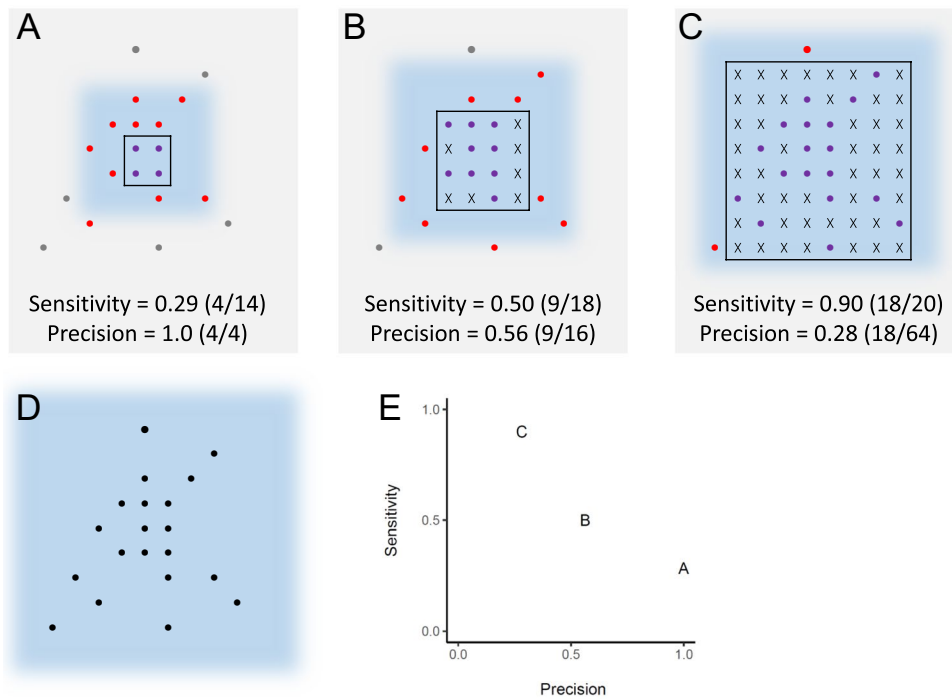 A
B
C
Sensitivity = 0.29 (4/14)
Precision = 1.0 (4/4)
Sensitivity = 0.50 (9/18)
Precision = 0.56 (9/16)
Sensitivity = 0.90 (18/20)
Precision = 0.28 (18/64)
D
E
1.0
0.5
0.0
Sensitivity
C
B
A
0.0 0.5 1.0
Precision